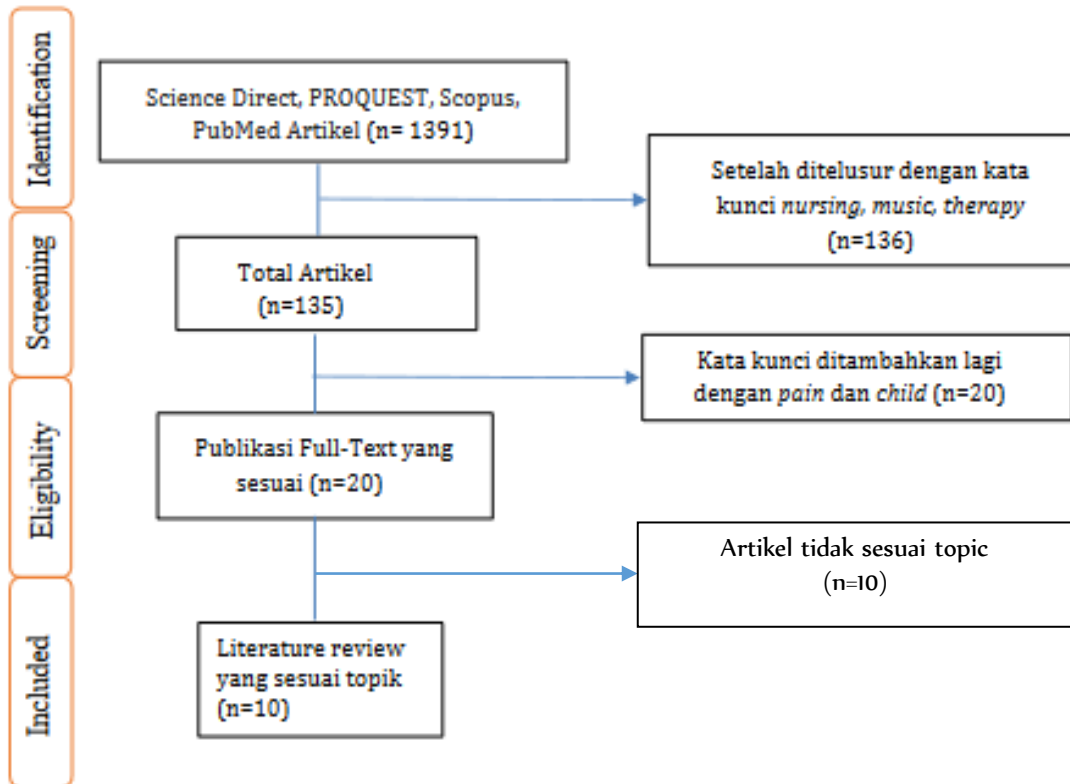 Identification
Science Direct, PROQUEST, Scopus,
PubMed Artikel (n= 1391)
Setelah ditelusur dengan kata
kunci nursing, music, therapy
(n=136)
Screening
Total Artikel
(n=135)
Kata kunci ditambahkan lagi
dengan pain dan child (n=20)
Eligibility
Publikasi Full-Text yang
sesuai (n=20)
Artikel tidak sesuai topic
(n=10)
Included
Literature review
yang sesuai topik
(n=10)